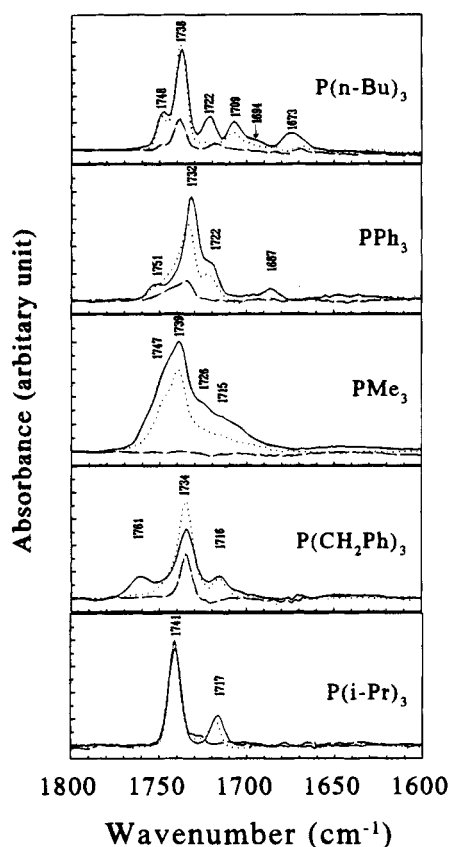 1748
1738
1722
1709
1694
1673
P(n-Bu)3
1751
1732
1722
1687
PPh3
1747
1739
1726
1715
PMe3
1761
1734
1716
P(CH2Ph)3
1741
1717
P(i-Pr)3
Absorbance (arbitary unit)
1800 1750 1700 1650 1600
Wavenumber (cm-1)